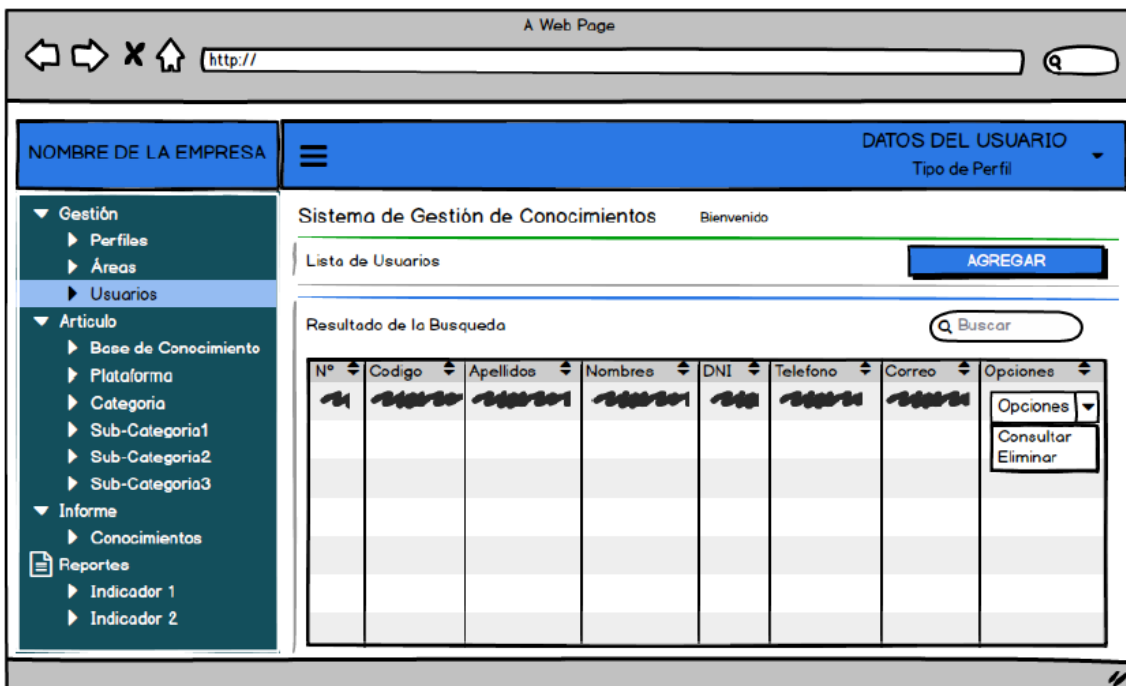 A Web Page
http://
NOMBRE DE LA EMPRESA
DATOS DEL USUARIO
Tipo de Perfil
Gestión
Perfiles
Áreas
Usuarios
Articulo
Base de Conocimiento
Plataforma
Categoria
Sub-Categoria1
Sub-Categoria2
Sub-Categoria3
Informe
Conocimientos
Reportes
Indicador 1
Indicador 2
Sistema de Gestión de Conocimientos Bienvenido
Lista de Usuarios AGREGAR
Resultado de la Busqueda Buscar
Nº Codigo Apellidos Nombres DNI Telefono Correo Opciones
Opciones
Consultar
Eliminar